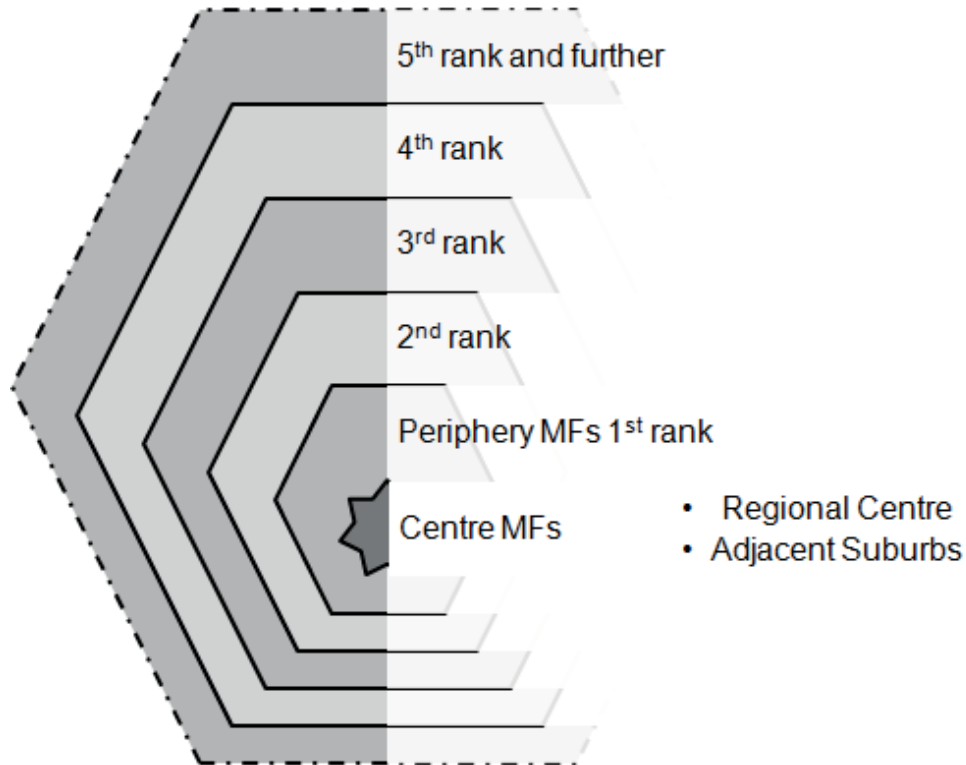 5th rank and further
4th rank
3rd rank
2nd rank
Periphery MFs 1st rank
Centre MFs
• Regional Centre
• Adjacent Suburbs